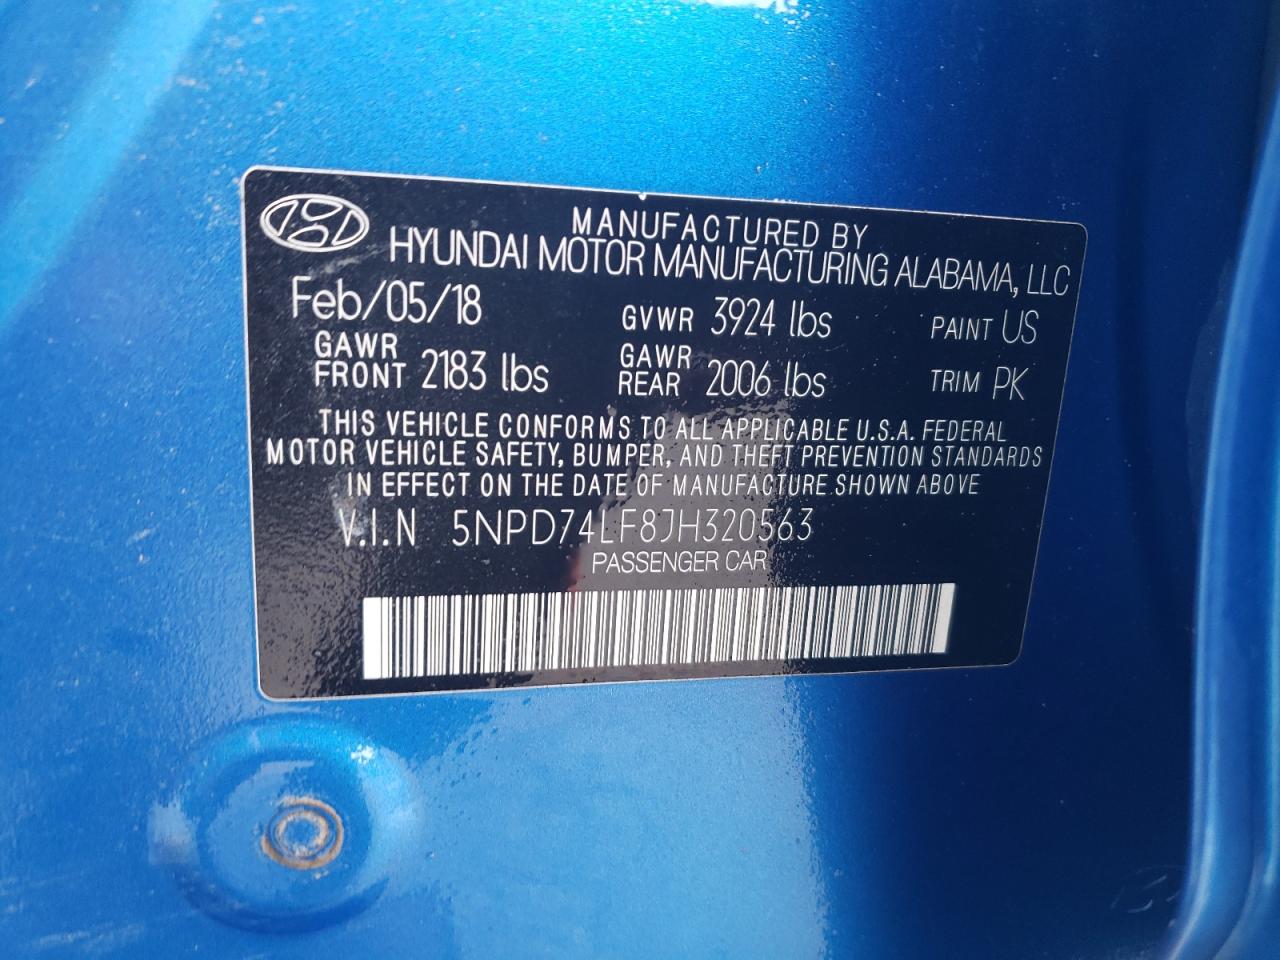 MANUFACTURED BY
HYUNDAI MOTOR MANUFACTURING ALABAMA, LLC
Feb/05/18 GVWR 3924 lbs PAINT US
GAWR FRONT 2183 lbs GAWR REAR 2006 lbs TRIM PK
THIS VEHICLE CONFORMS TO ALL APPLICABLE U.S.A. FEDERAL
MOTOR VEHICLE SAFETY, BUMPER, AND THEFT PREVENTION STANDARDS
IN EFFECT ON THE DATE OF MANUFACTURE SHOWN ABOVE
V.I.N 5NPD74LF8JH320563
PASSENGER CAR